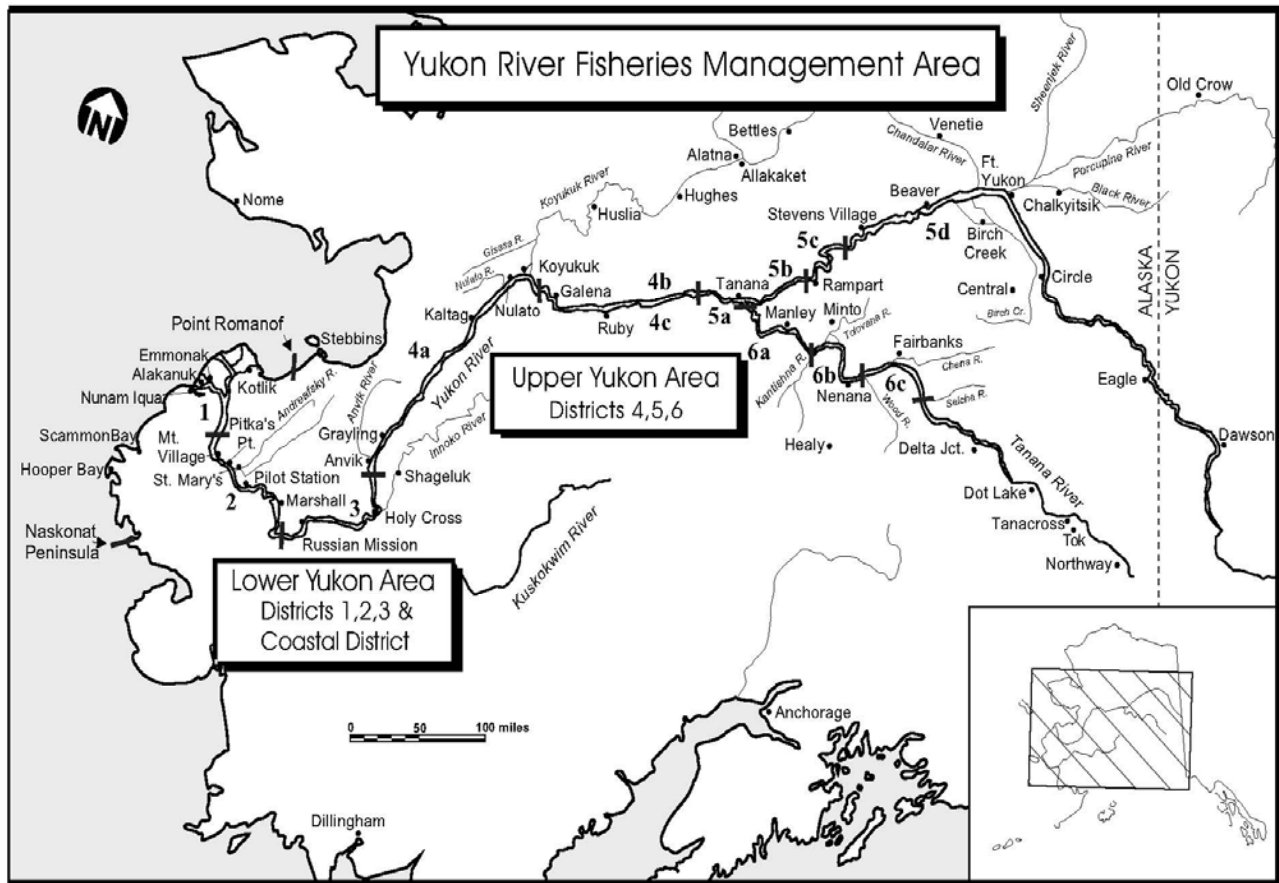 Yukon River Fisheries Management Area
N
Nome
Bettles
Alatna
Allakaket
Hughes
Huslia
Koyukuk River
Gisasa R.
Nulato R.
Koyukuk
Nulato
Galena
Kaltag
4a
Yukon River
Ruby
4b
4c
Tanana
5a
5b
5c
Stevens Village
Rampart
Beaver
5d
Venetie
Chandalar River
Ft.
Yukon
Sheenjek River
Old Crow
Porcupine River
Black River
Chalkyitsik
Birch
Creek
Central
Birch Cr.
Circle
ALASKA
YUKON
Eagle
Dawson
Manley
Minto
Tolovana R.
6a
Kantishna R.
6b
Nenana
Wood R.
6c
Fairbanks
Chena R.
Salcha R.
Healy
Delta Jct.
Tanana River
Dot Lake
Tanacross
Tok
Northway
Point Romanof
Stebbins
Emmonak
Alakanuk
Kotlik
Nunam Iqua
1
Andreafsky R.
Anvik River
Pitka's
Pt.
Scammon Bay
Mt.
Village
Hooper Bay
St. Mary's
Pilot Station
2
Marshall
Grayling
Anvik
Innoko River
Shageluk
3
Holy Cross
Russian Mission
Naskonat
Peninsula
Kuskokwim River
Upper Yukon Area
Districts 4,5,6
Lower Yukon Area
Districts 1,2,3 &
Coastal District
0 50 100 miles
Anchorage
Dillingham